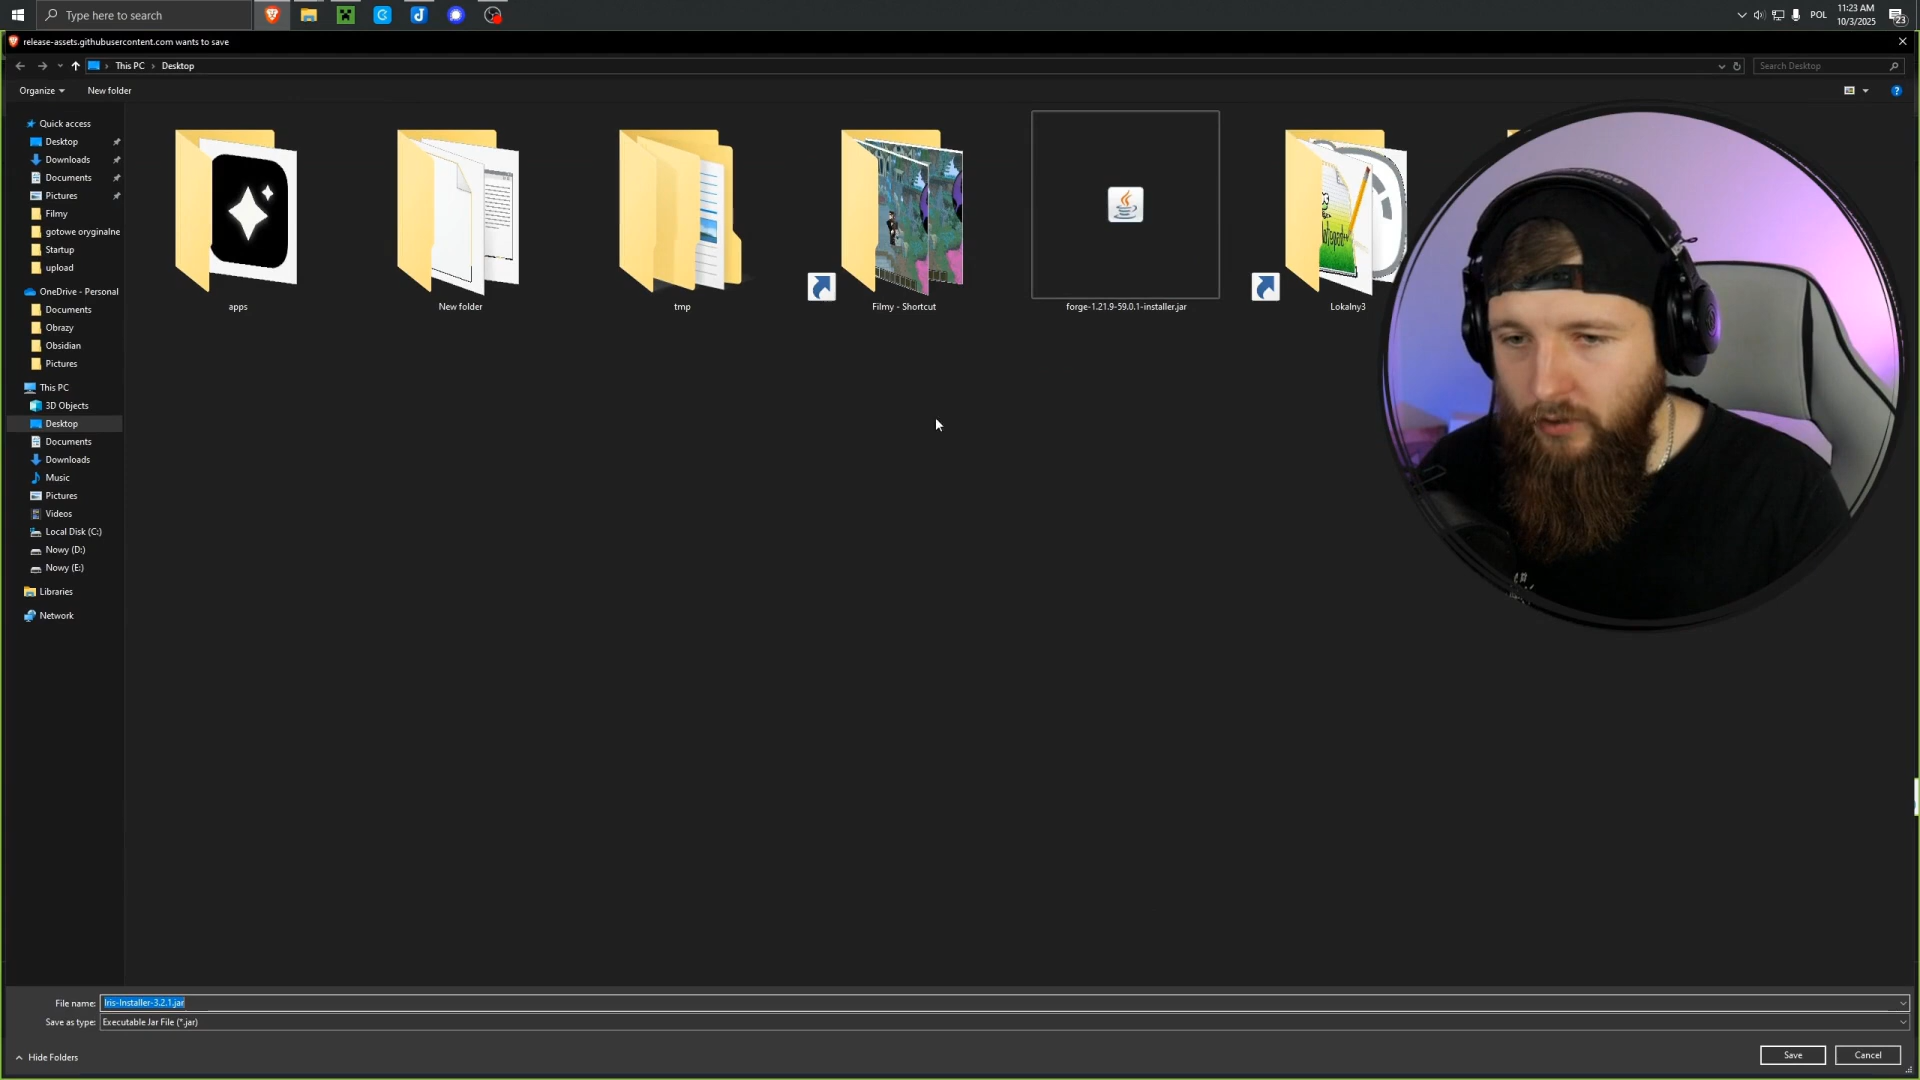 Type here to search
POL
11:23 AM
10/3/2025
23
release-assets.githubusercontent.com wants to save
This PC
Desktop
Search Desktop
Organize
New folder
?
Quick access
Desktop
Downloads
Documents
Pictures
Filmy
gotowe oryginalne
Startup
upload
OneDrive - Personal
Documents
Obrazy
Obsidian
Pictures
This PC
3D Objects
Desktop
Documents
Downloads
Music
Pictures
Videos
Local Disk (C:)
Nowy (D:)
Nowy (E:)
Libraries
Network
apps
New folder
tmp
Filmy - Shortcut
forge-1.21.9-59.0.1-installer.jar
Lokalny3
File name:
Iris-Installer-3.2.1.jar
Save as type:
Executable Jar File (*.jar)
Hide Folders
Save
Cancel